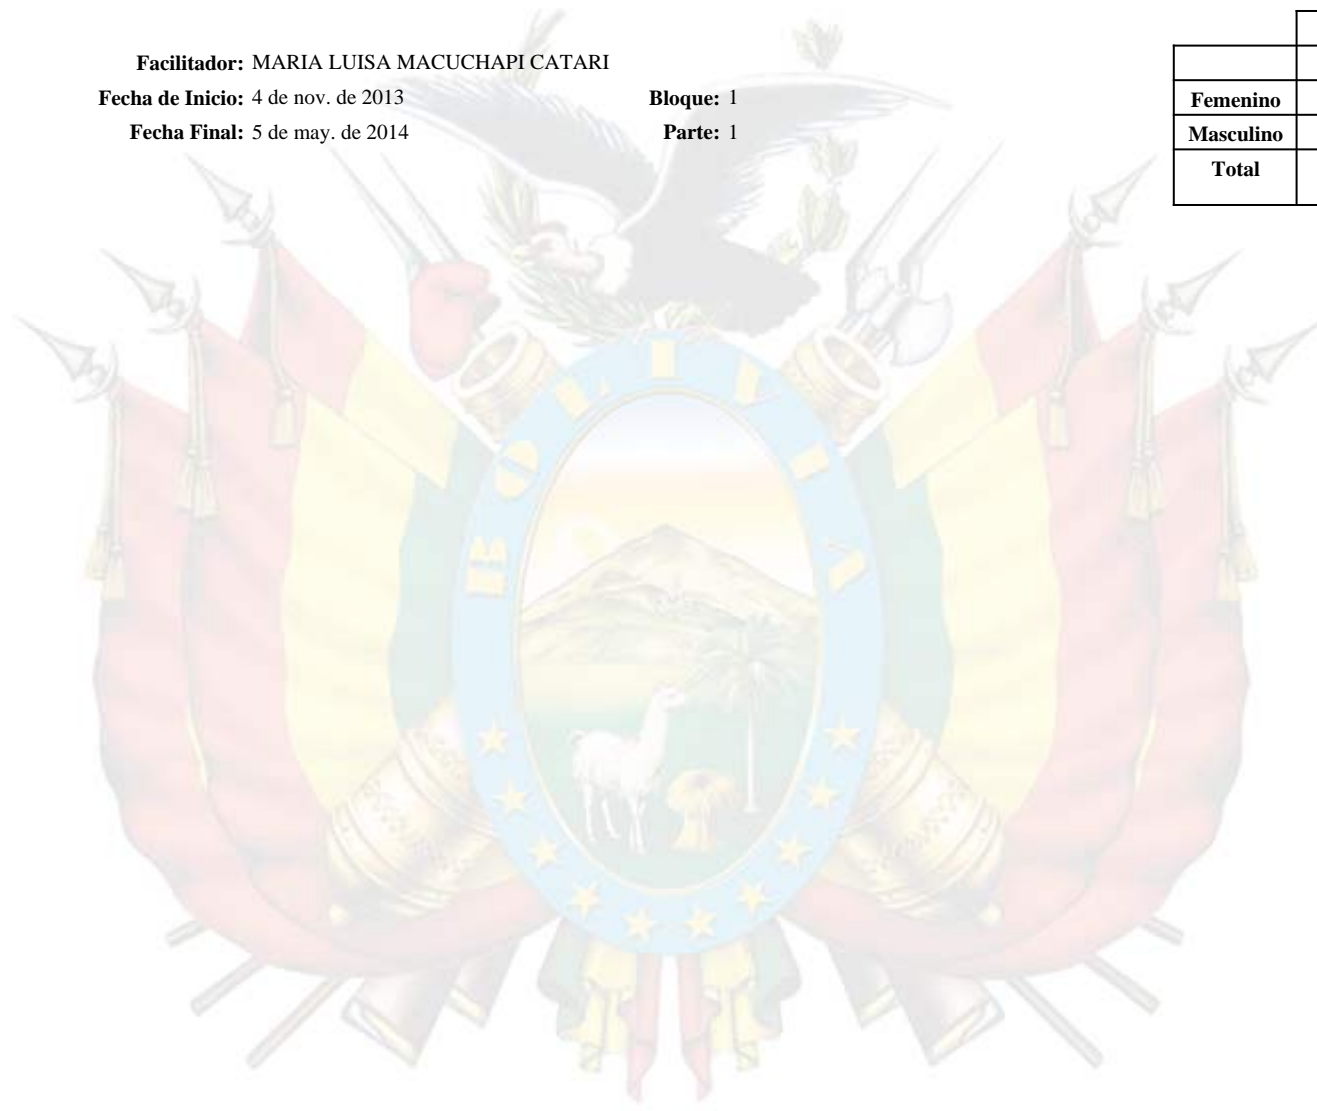 Facilitador: MARIA LUISA MACUCHAPI CATARI
Fecha de Inicio: 4 de nov. de 2013 Bloque: 1
Fecha Final: 5 de may. de 2014 Parte: 1
Femenino
Masculino
Total
BOLIVIA